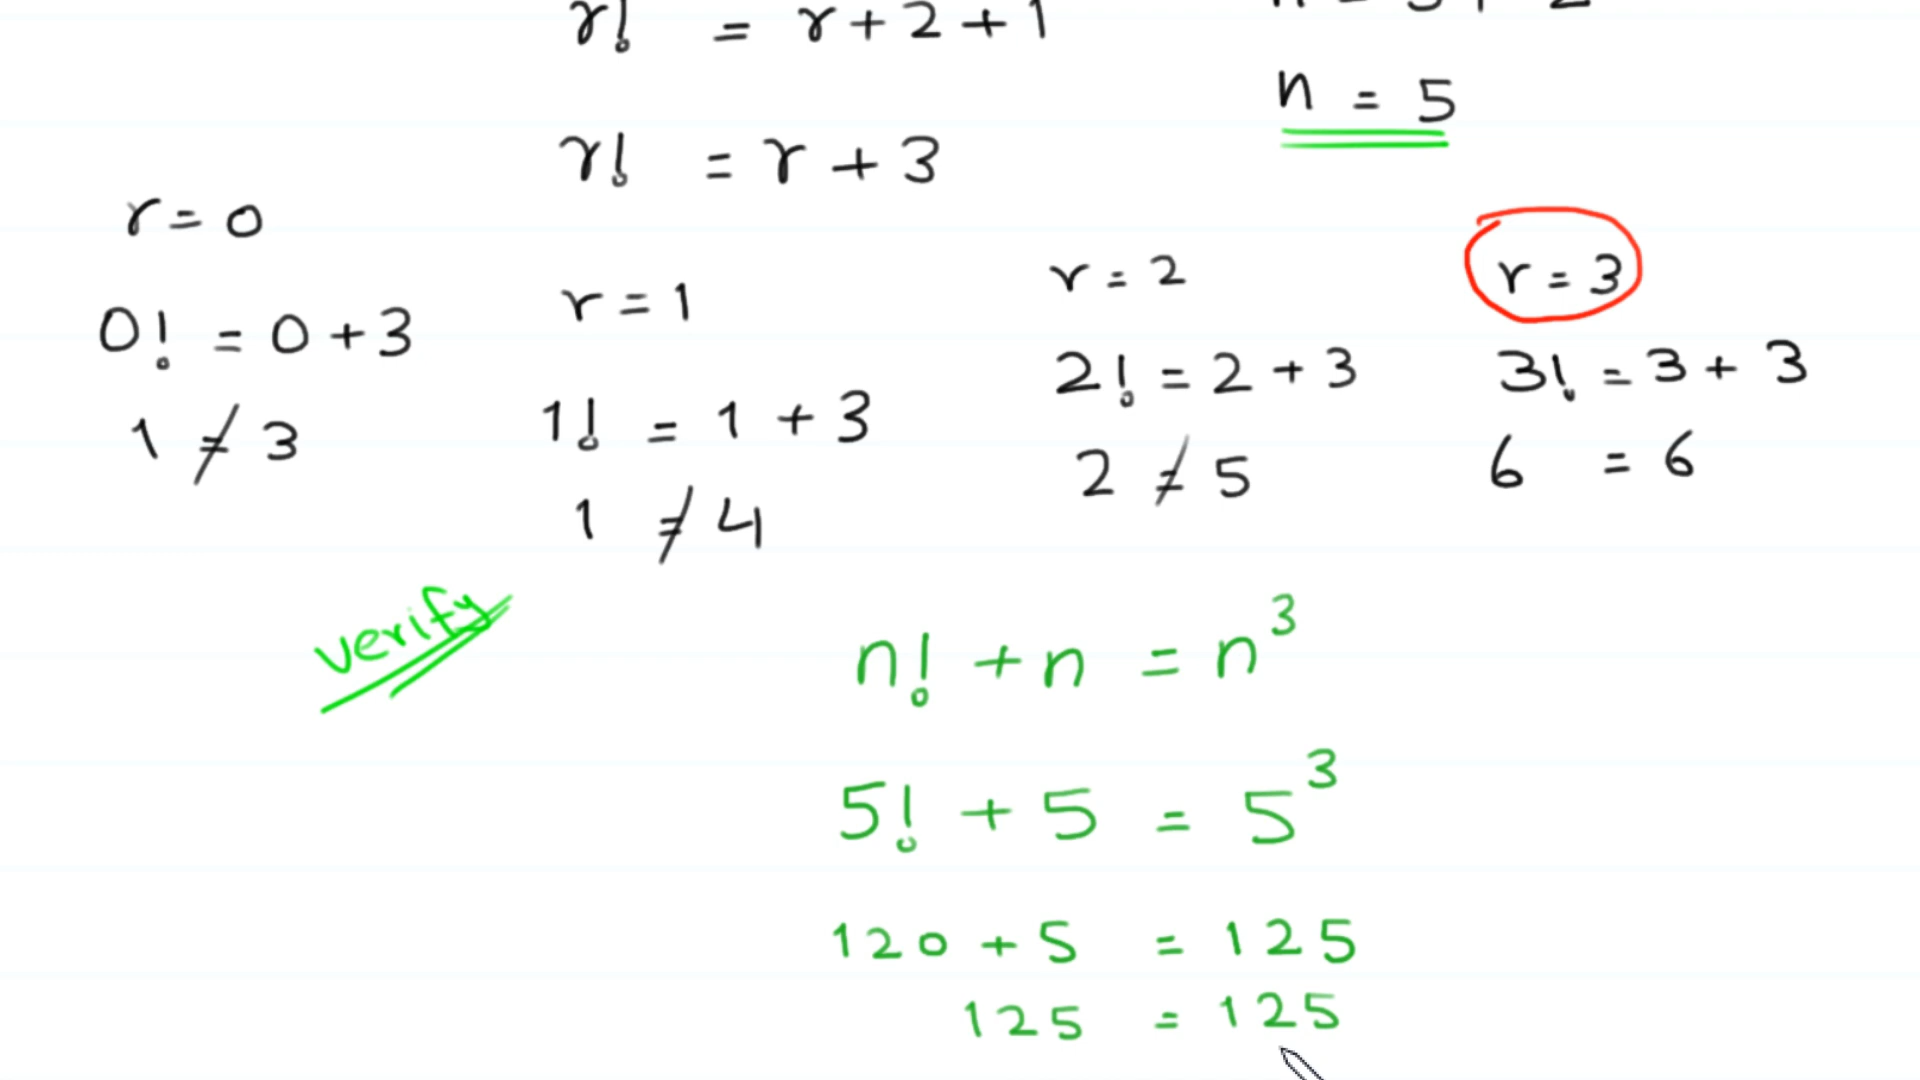 r! = r + 2 + 1
n = 5
r! = r + 3
r = 0
0! = 0 + 3
1 ≠ 3
r = 1
1! = 1 + 3
1 ≠ 4
r = 2
2! = 2 + 3
2 ≠ 5
r = 3
3! = 3 + 3
6 = 6
verify
n! + n = n³
5! + 5 = 5³
120 + 5 = 125
125 = 125